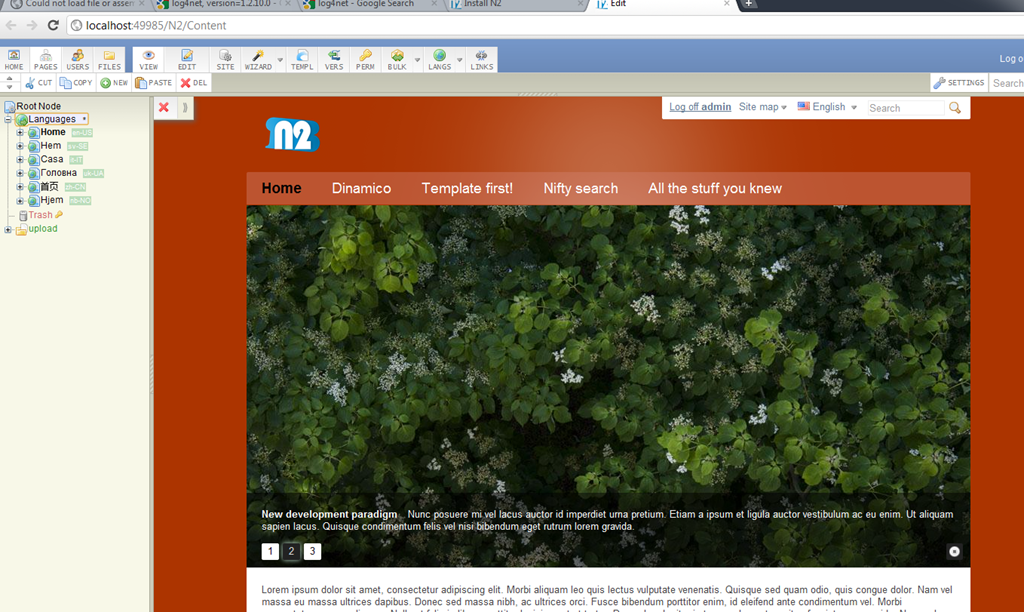 Could not load file or assem
log4net, version=1.2.10.0 -
log4net - Google Search
Install N2
Edit
localhost:49985/N2/Content
HOME PAGES USERS FILES VIEW EDIT SITE WIZARD TEMPL VERS PERM BULK LANGS LINKS
Log o
CUT COPY NEW PASTE DEL
SETTINGS Search
Root Node
Languages
Home en-US
Hem sv-SE
Casa it-IT
Головна uk-UA
首页 zh-CN
Hjem
Trash
upload
Log off admin Site map English Search
N2
Home Dinamico Template first! Nifty search All the stuff you knew
New development paradigm Nunc posuere mi vel lacus auctor id imperdiet urna pretium. Etiam a ipsum et ligula auctor vestibulum ac eu enim. Ut aliquam
sapien lacus. Quisque condimentum felis vel nisi bibendum eget rutrum lorem gravida.
1 2 3
Lorem ipsum dolor sit amet, consectetur adipiscing elit. Morbi aliquam leo quis lectus vulputate venenatis. Quisque sed quam odio, quis congue dolor. Nam vel
massa eu massa ultrices dapibus. Donec sed massa nibh, ac ultrices orci. Fusce bibendum porttitor enim, id eleifend ante condimentum vel. Morbi